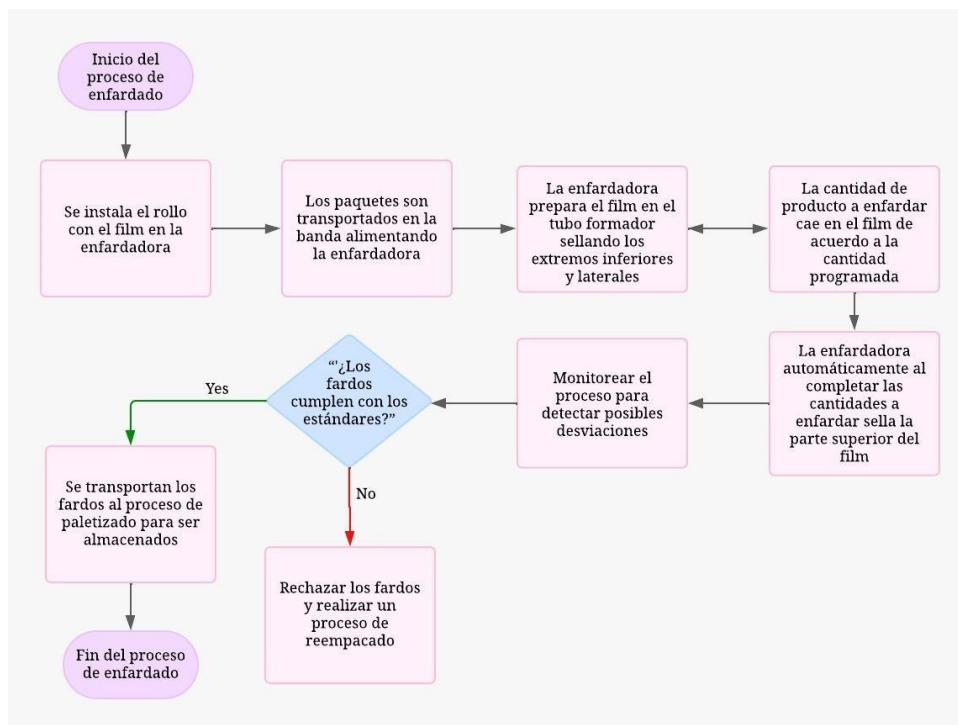 Inicio del
proceso de
enfardado
Se instala el rollo
con el film en la
enfardadora
Los paquetes son
transportados en la
banda alimentando
la enfardadora
La enfardadora
prepara el film en el
tubo formador
sellando los
extremos inferiores
y laterales
La cantidad de
producto a enfardar
cae en el film de
acuerdo a la
cantidad
programada
La enfardadora
automáticamente al
completar las
cantidades a
enfardar sella la
parte superior del
film
Monitorear el
proceso para
detectar posibles
desviaciones
“'¿Los
fardos
cumplen con los
estándares?”
Yes
No
Se transportan los
fardos al proceso de
paletizado para ser
almacenados
Rechazar los fardos
y realizar un
proceso de
reempacado
Fin del proceso
de enfardado